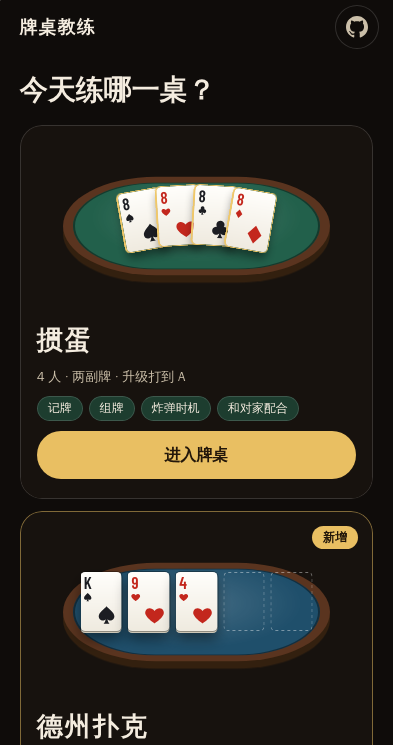 牌桌教练
今天练哪一桌？
8 8 8 8
掼蛋
4 人 · 两副牌 · 升级打到 A
记牌 组牌 炸弹时机 和对家配合
进入牌桌
新增
K 9 4
德州扑克